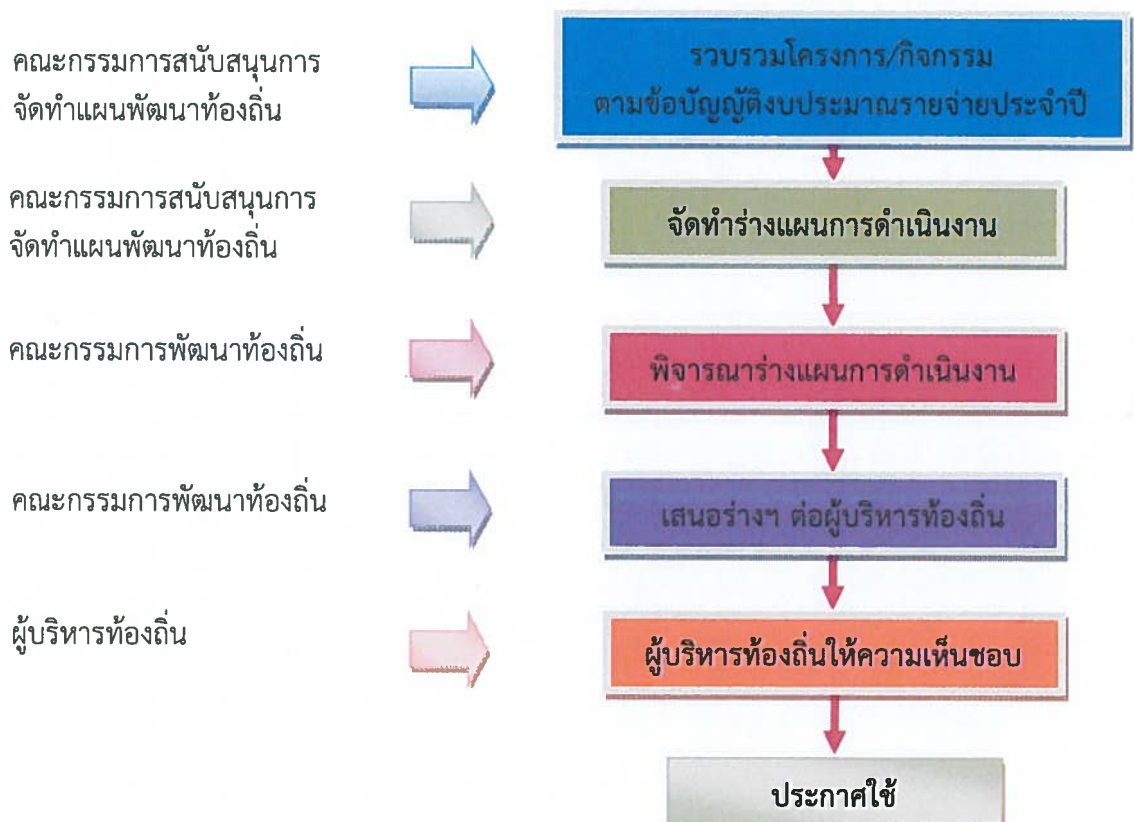 คณะกรรมการสนับสนุนการ
จัดทำแผนพัฒนาท้องถิ่น
รวบรวมโครงการ/กิจกรรม
ตามข้อบัญญัติงบประมาณรายจ่ายประจำปี
คณะกรรมการสนับสนุนการ
จัดทำแผนพัฒนาท้องถิ่น
จัดทำร่างแผนการดำเนินงาน
คณะกรรมการพัฒนาท้องถิ่น
พิจารณาร่างแผนการดำเนินงาน
คณะกรรมการพัฒนาท้องถิ่น
เสนอร่างฯ ต่อผู้บริหารท้องถิ่น
ผู้บริหารท้องถิ่น
ผู้บริหารท้องถิ่นให้ความเห็นชอบ
ประกาศใช้